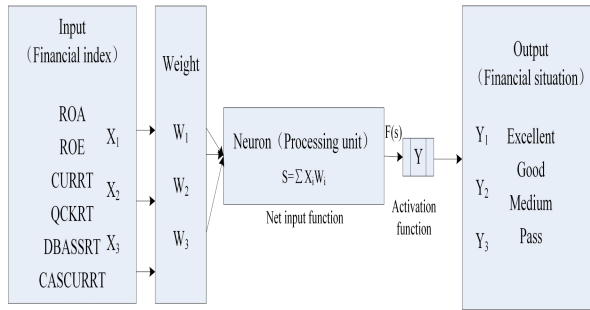 Input
（Financial index）
ROA
ROE
X1
CURRT
X2
QCKRT
DBASSRT X3
CASCURRT
Weight
W1
W2
W3
Neuron（Processing unit）
S=∑XiWi
Net input function
F(s)
Y
Activation
function
Output
（Financial situation）
Y1 Excellent
Good
Y2
Medium
Y3 Pass